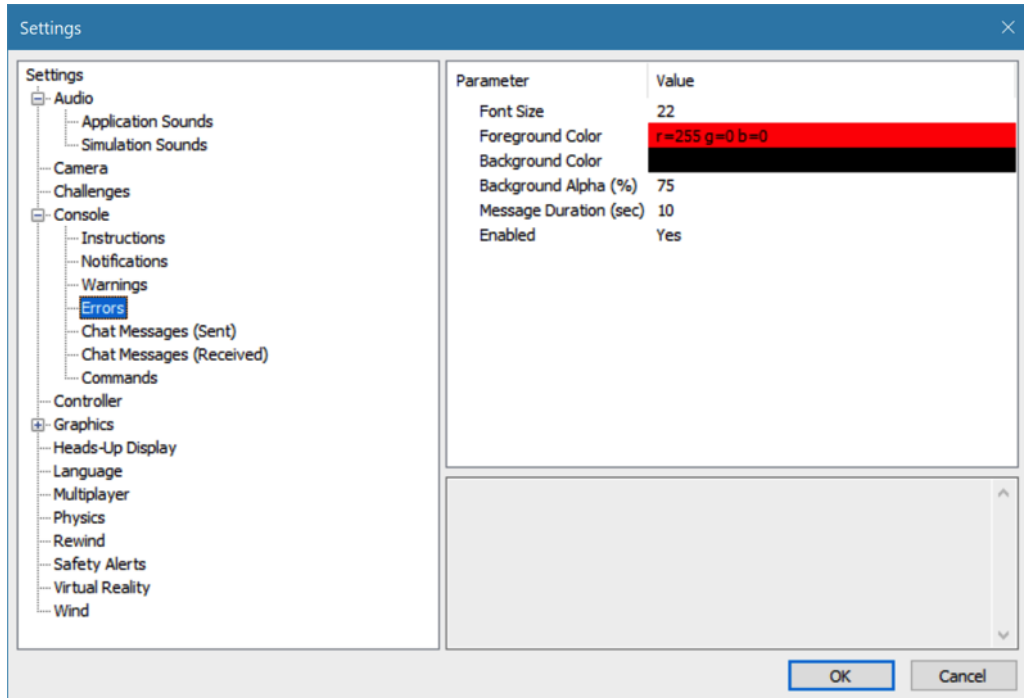 Settings
Settings
Audio
Application Sounds
Simulation Sounds
Camera
Challenges
Console
Instructions
Notifications
Warnings
Errors
Chat Messages (Sent)
Chat Messages (Received)
Commands
Controller
Graphics
Heads-Up Display
Language
Multiplayer
Physics
Rewind
Safety Alerts
Virtual Reality
Wind
Parameter Value
Font Size 22
Foreground Color r=255 g=0 b=0
Background Color
Background Alpha (%) 75
Message Duration (sec) 10
Enabled Yes
OK Cancel